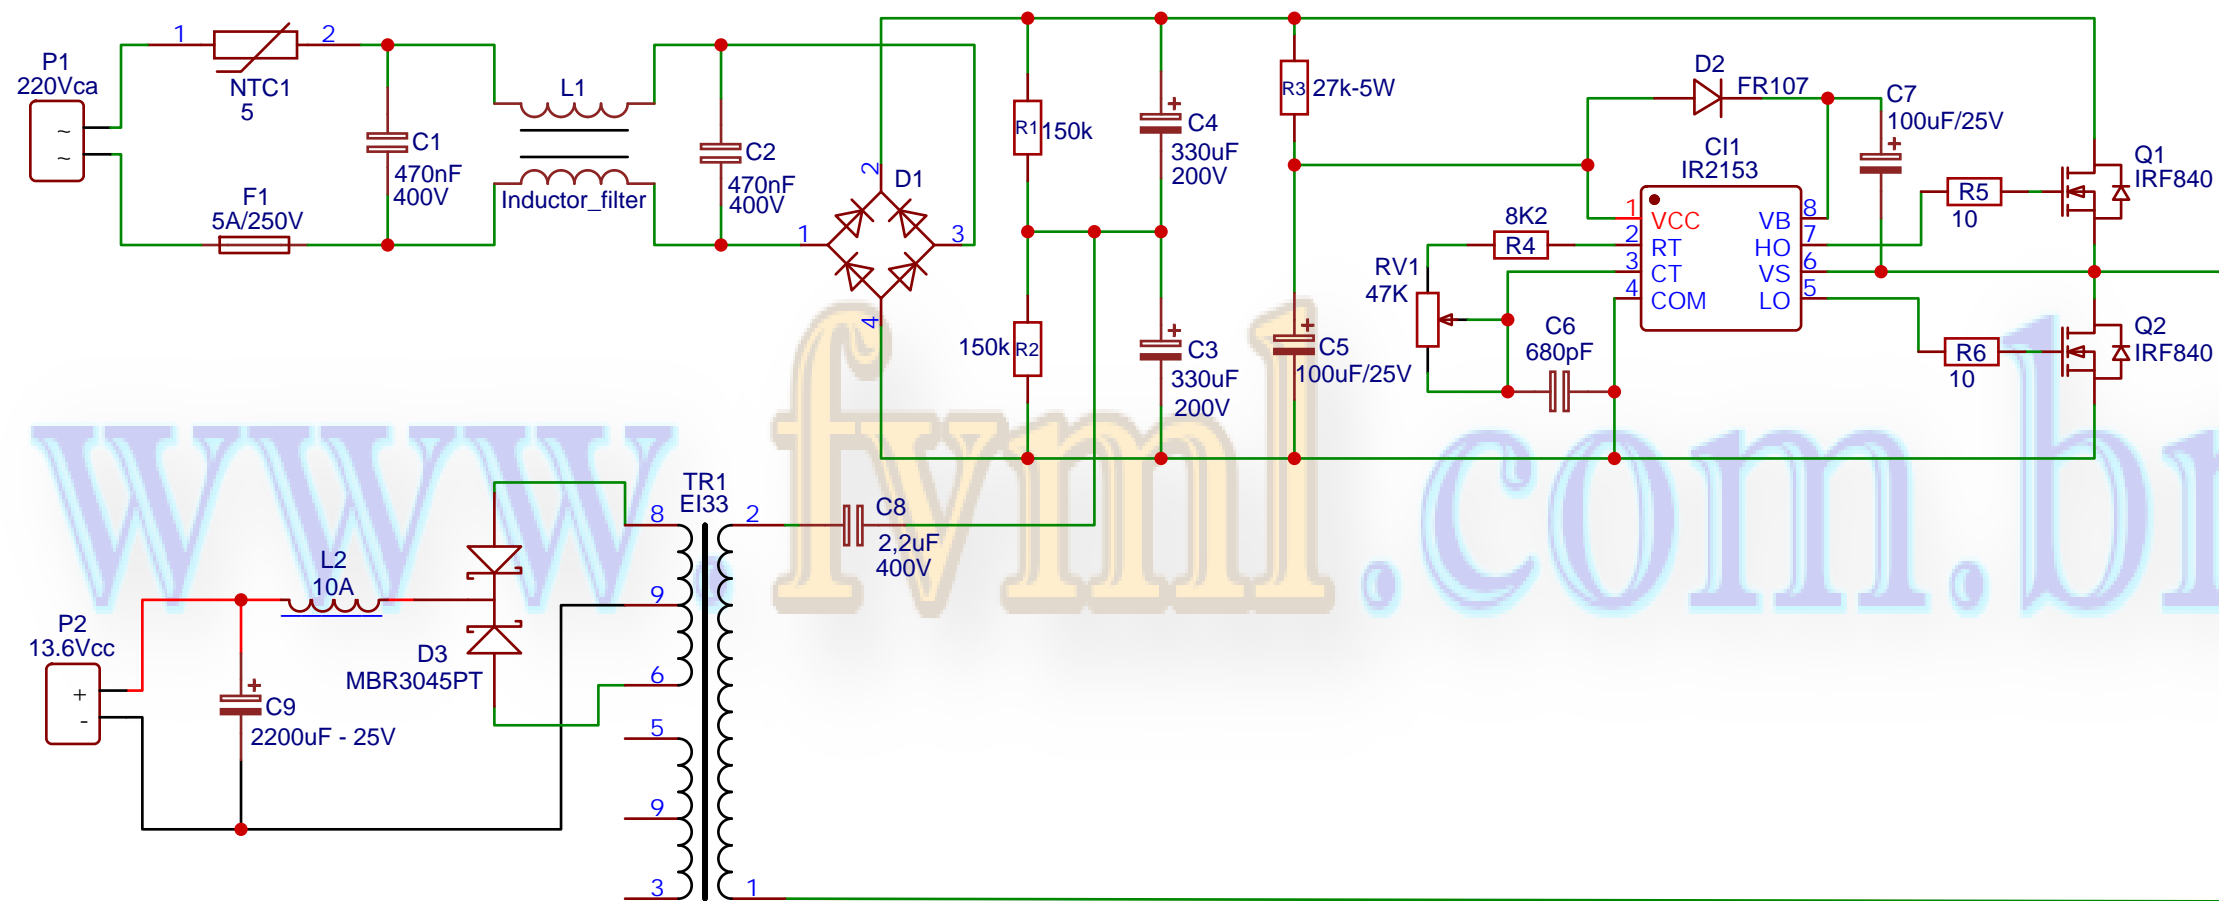 P1
220Vca
~
~
1
2
NTC1
5
F1
5A/250V
C1
470nF
400V
L1
Inductor_filter
C2
470nF
400V
D1
1
2
3
4
R1
150k
150k
R2
+
C4
330uF
200V
+
C3
330uF
200V
R3
27k-5W
+
C5
100uF/25V
D2
FR107
C7
100uF/25V
+
CI1
IR2153
1 VCC
2 RT
3 CT
4 COM
VB 8
HO 7
VS 6
LO 5
8K2
R4
RV1
47K
C6
680pF
R5
10
R6
10
Q1
IRF840
Q2
IRF840
www.fvml.com.br
TR1
EI33
8
9
6
5
9
3
2
1
C8
2,2uF
400V
L2
10A
D3
MBR3045PT
P2
13.6Vcc
+
-
+
C9
2200uF - 25V